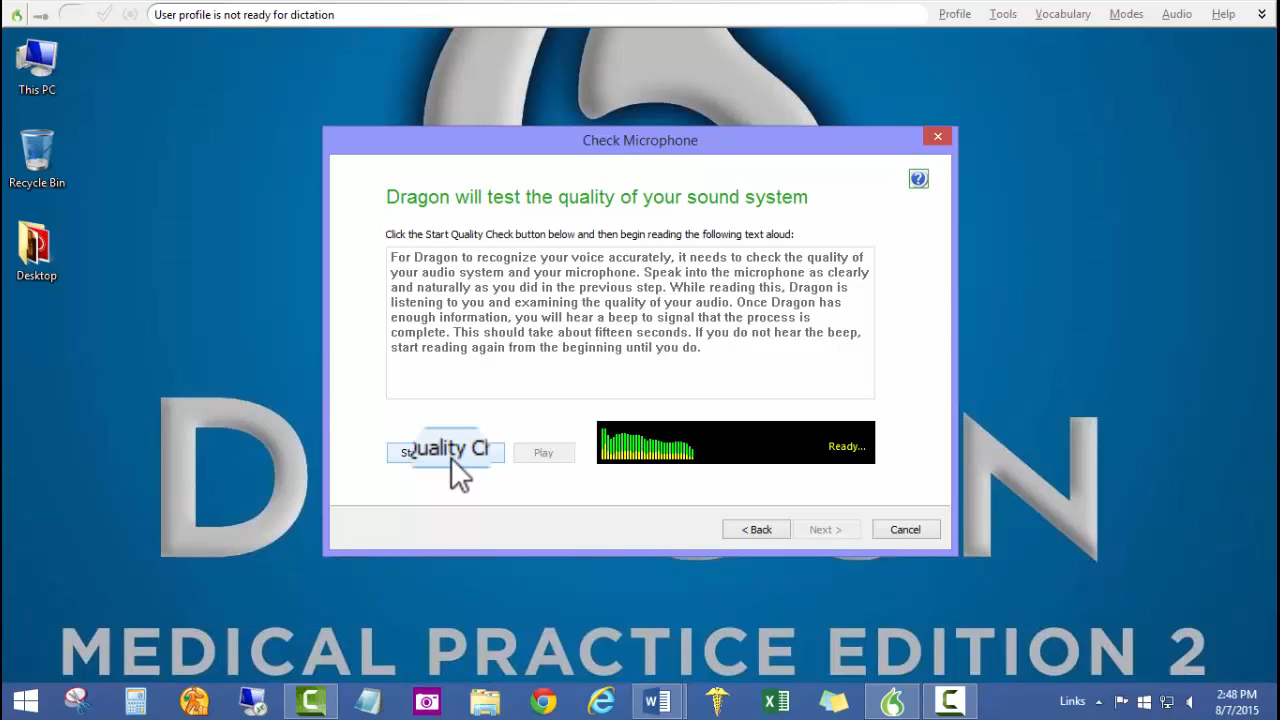 User profile is not ready for dictation
Profile Tools Vocabulary Modes Audio Help
This PC
Recycle Bin
Desktop
Check Microphone
Dragon will test the quality of your sound system
Click the Start Quality Check button below and then begin reading the following text aloud:
For Dragon to recognize your voice accurately, it needs to check the quality of
your audio system and your microphone. Speak into the microphone as clearly
and naturally as you did in the previous step. While reading this, Dragon is
listening to you and examining the quality of your audio. Once Dragon has
enough information, you will hear a beep to signal that the process is
complete. This should take about fifteen seconds. If you do not hear the beep,
start reading again from the beginning until you do.
Quality
Play
Ready...
< Back
Next >
Cancel
D N
MEDICAL PRACTICE EDITION 2
Links
2:48 PM
8/7/2015